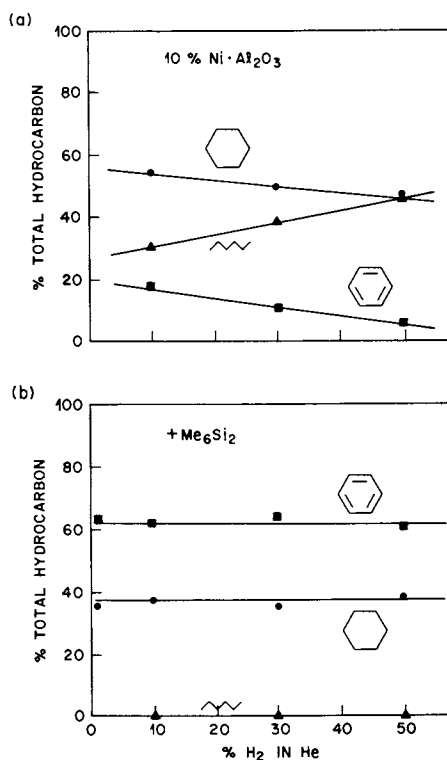 (a)
100
80
60
40
20
0
% TOTAL HYDROCARBON
10 % Ni · Al₂O₃
(b)
100
80
60
40
20
0
% TOTAL HYDROCARBON
+ Me₆Si₂
0 10 20 30 40 50
% H₂ IN He